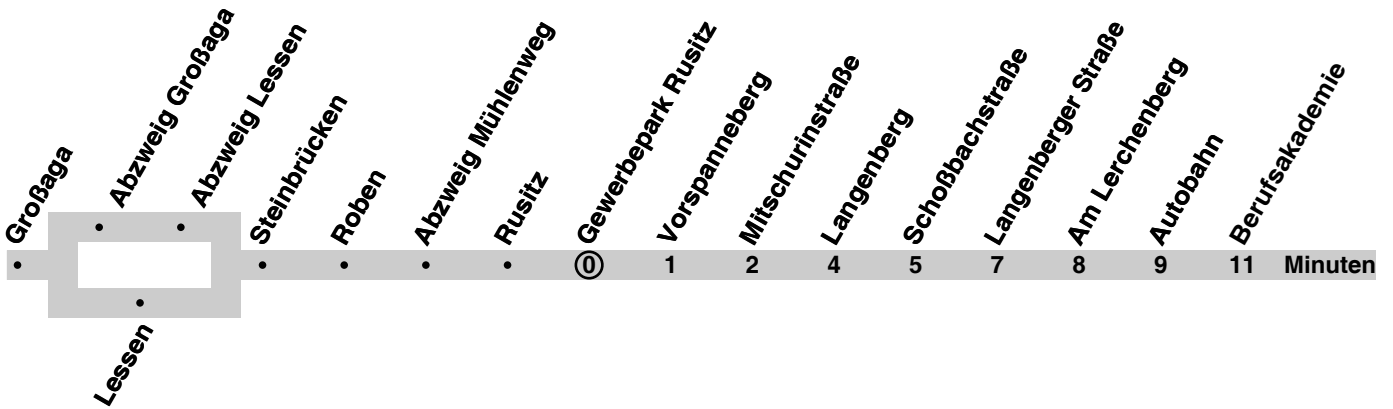 Großaga
Abzweig Großaga
Abzweig Lessen
Lessen
Steinbrücken
Roben
Abzweig Mühlenweg
Rusitz
Gewerbepark Rusitz
Vorspanneberg
Mitschurinstraße
Langenberg
Schoßbachstraße
Langenberger Straße
Am Lerchenberg
Autobahn
Berufsakademie
0 1 2 4 5 7 8 9 11 Minuten